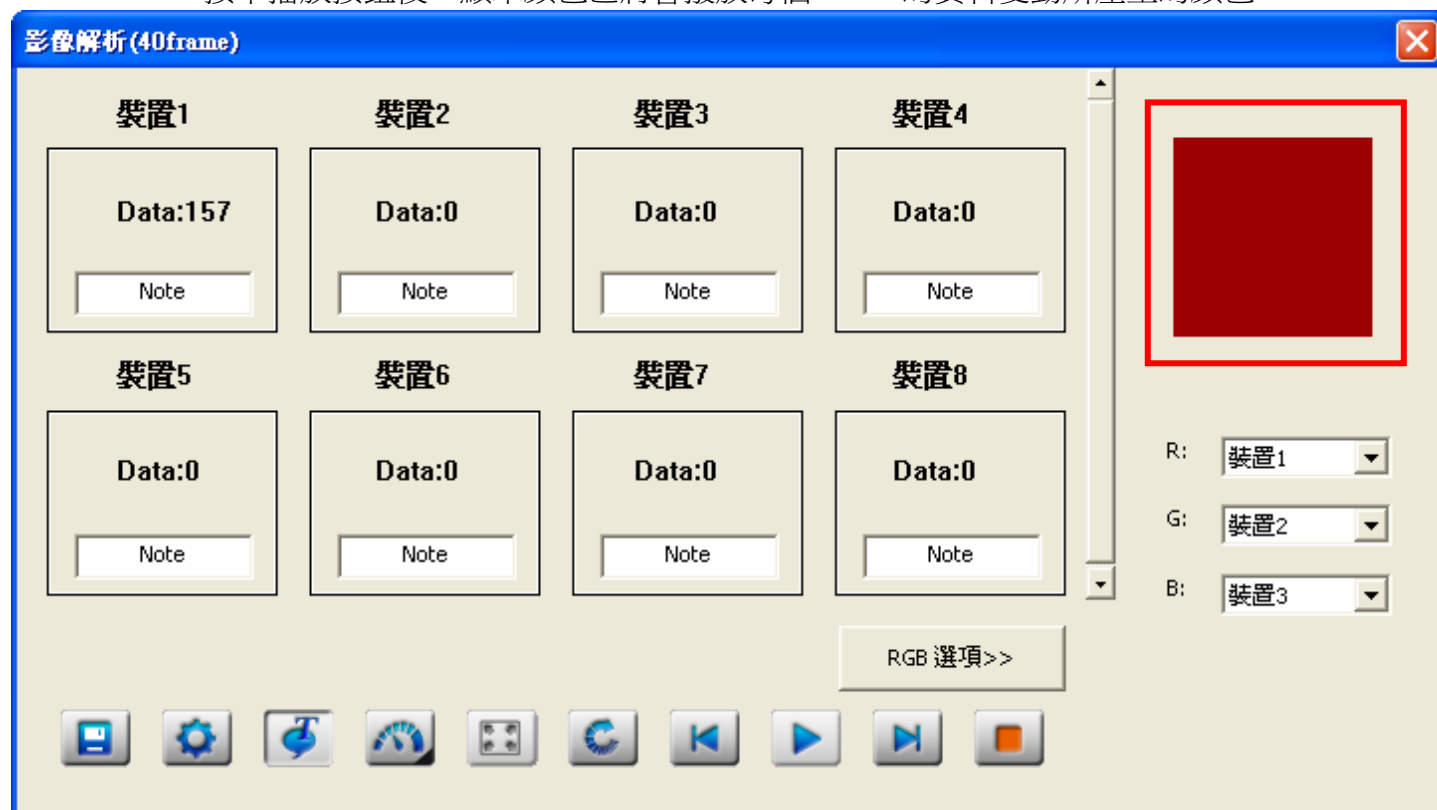 影像解析(40frame)
裝置1 裝置2 裝置3 裝置4
Data:157 Data:0 Data:0 Data:0
Note Note Note Note
裝置5 裝置6 裝置7 裝置8
Data:0 Data:0 Data:0 Data:0
Note Note Note Note
R: 裝置1
G: 裝置2
B: 裝置3
RGB 選項>>